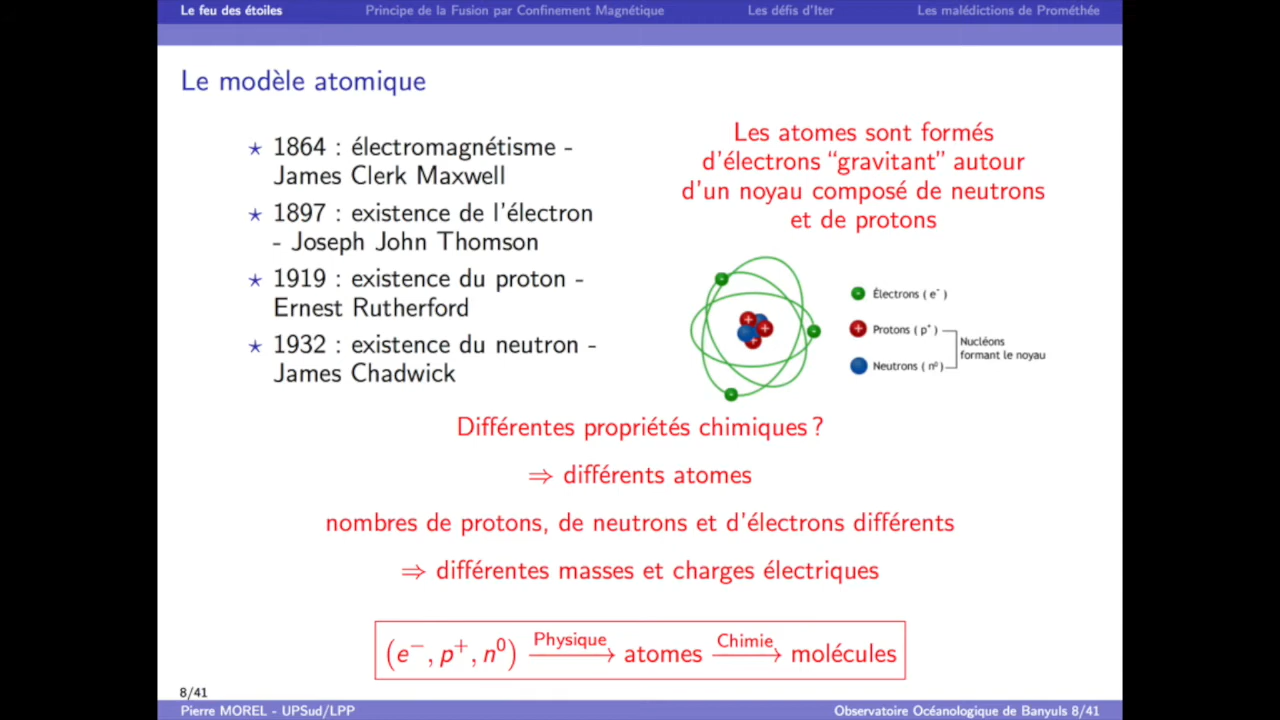 Le feu des étoiles
Principe de la Fusion par Confinement Magnétique
Les défis d'Iter
Les malédictions de Prométhée
Le modèle atomique
⋆ 1864 : électromagnétisme -
James Clerk Maxwell
⋆ 1897 : existence de l'électron
- Joseph John Thomson
⋆ 1919 : existence du proton -
Ernest Rutherford
⋆ 1932 : existence du neutron -
James Chadwick
Les atomes sont formés
d'électrons “gravitant” autour
d'un noyau composé de neutrons
et de protons
Électrons ( e⁻ )
Protons ( p⁺ )
Neutrons ( n⁰ )
Nucléons
formant le noyau
Différentes propriétés chimiques ?
⇒ différents atomes
nombres de protons, de neutrons et d'électrons différents
⇒ différentes masses et charges électriques
(e⁻, p⁺, n⁰) Physique⟶ atomes Chimie⟶ molécules
8/41
Pierre MOREL - UPSud/LPP
Observatoire Océanologique de Banyuls 8/41